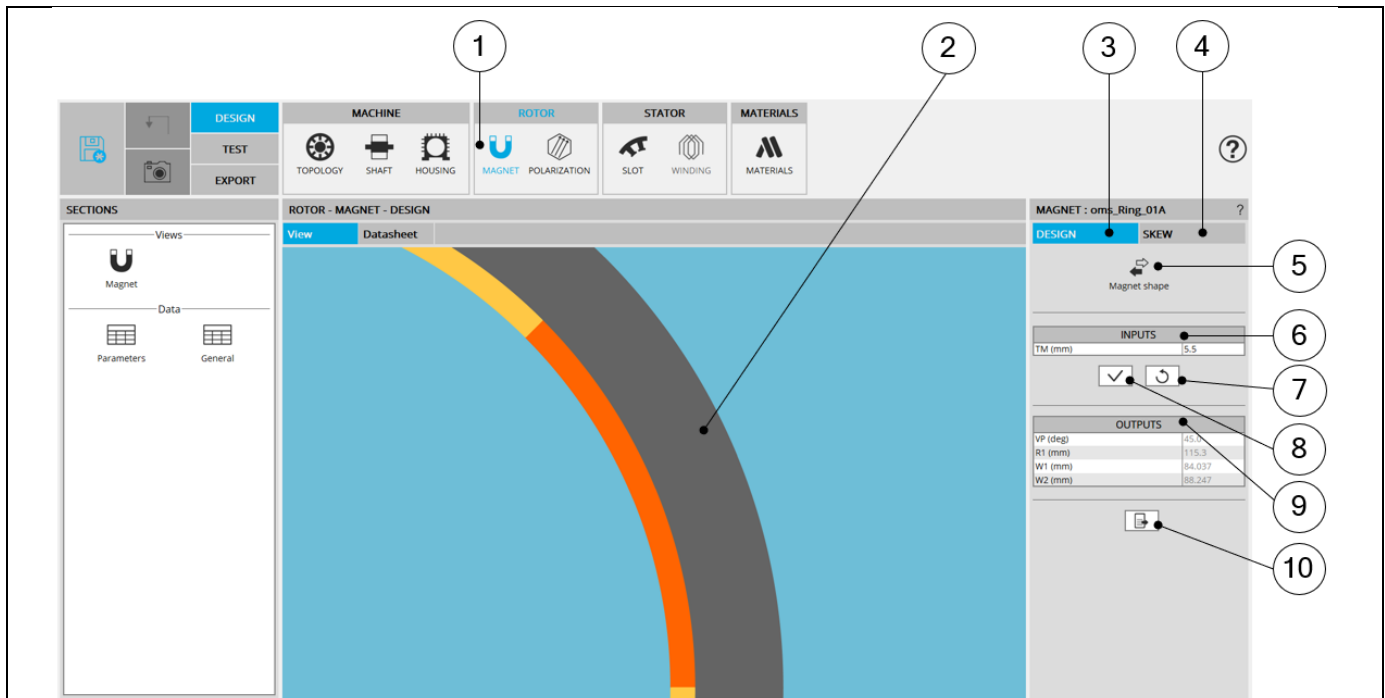 1
2
3
4
DESIGN
TEST
EXPORT
MACHINE
TOPOLOGY
SHAFT
HOUSING
ROTOR
MAGNET
POLARIZATION
STATOR
SLOT
WINDING
MATERIALS
MATERIALS
?
SECTIONS
Views
Magnet
Data
Parameters
General
ROTOR - MAGNET - DESIGN
View
Datasheet
MAGNET : oms_Ring_01A ?
DESIGN
SKEW
Magnet shape
5
INPUTS
6
TM (mm) 5.5
7
OUTPUTS
8
VP (deg) 45.0
R1 (mm) 115.3
W1 (mm) 84.037
W2 (mm) 88.247
9
10